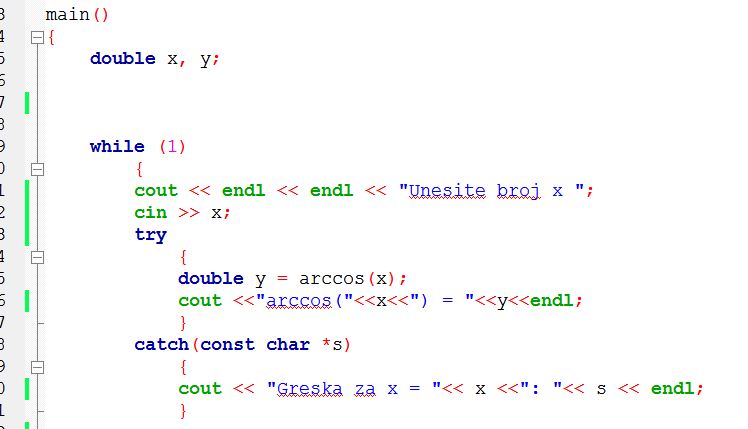 3 main()
4 {
5 double x, y;
6
7
8
9 while (1)
0 {
1 cout << endl << endl << "Unesite broj x ";
2 cin >> x;
3 try
4 {
5 double y = arccos(x);
6 cout <<"arccos("<<x<<") = "<<y<<endl;
7 }
8 catch(const char *s)
9 {
0 cout << "Greska za x = "<< x <<": "<< s << endl;
1 }